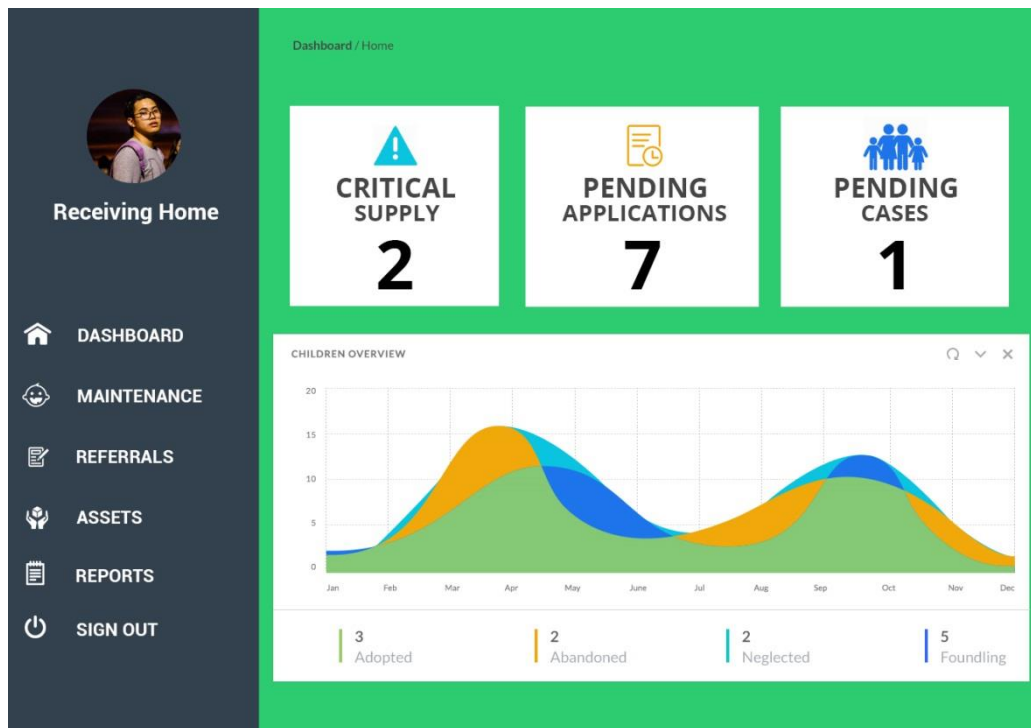 Receiving Home
DASHBOARD
MAINTENANCE
REFERRALS
ASSETS
REPORTS
SIGN OUT
Dashboard / Home
CRITICAL
SUPPLY
2
PENDING
APPLICATIONS
7
PENDING
CASES
1
CHILDREN OVERVIEW
20
15
10
5
0
Jan Feb Mar Apr May June Jul Aug Sep Oct Nov Dec
3
Adopted
2
Abandoned
2
Neglected
5
Foundling